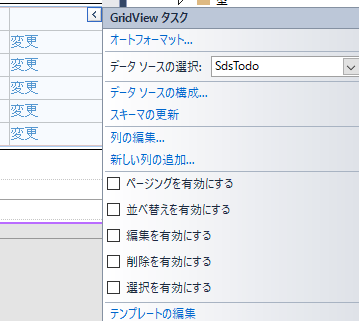 GridView タスク
変更
変更
変更
変更
変更
オートフォーマット...
データ ソースの選択: SdsTodo
データ ソースの構成...
スキーマの更新
列の編集...
新しい列の追加...
ページングを有効にする
並べ替えを有効にする
編集を有効にする
削除を有効にする
選択を有効にする
テンプレートの編集